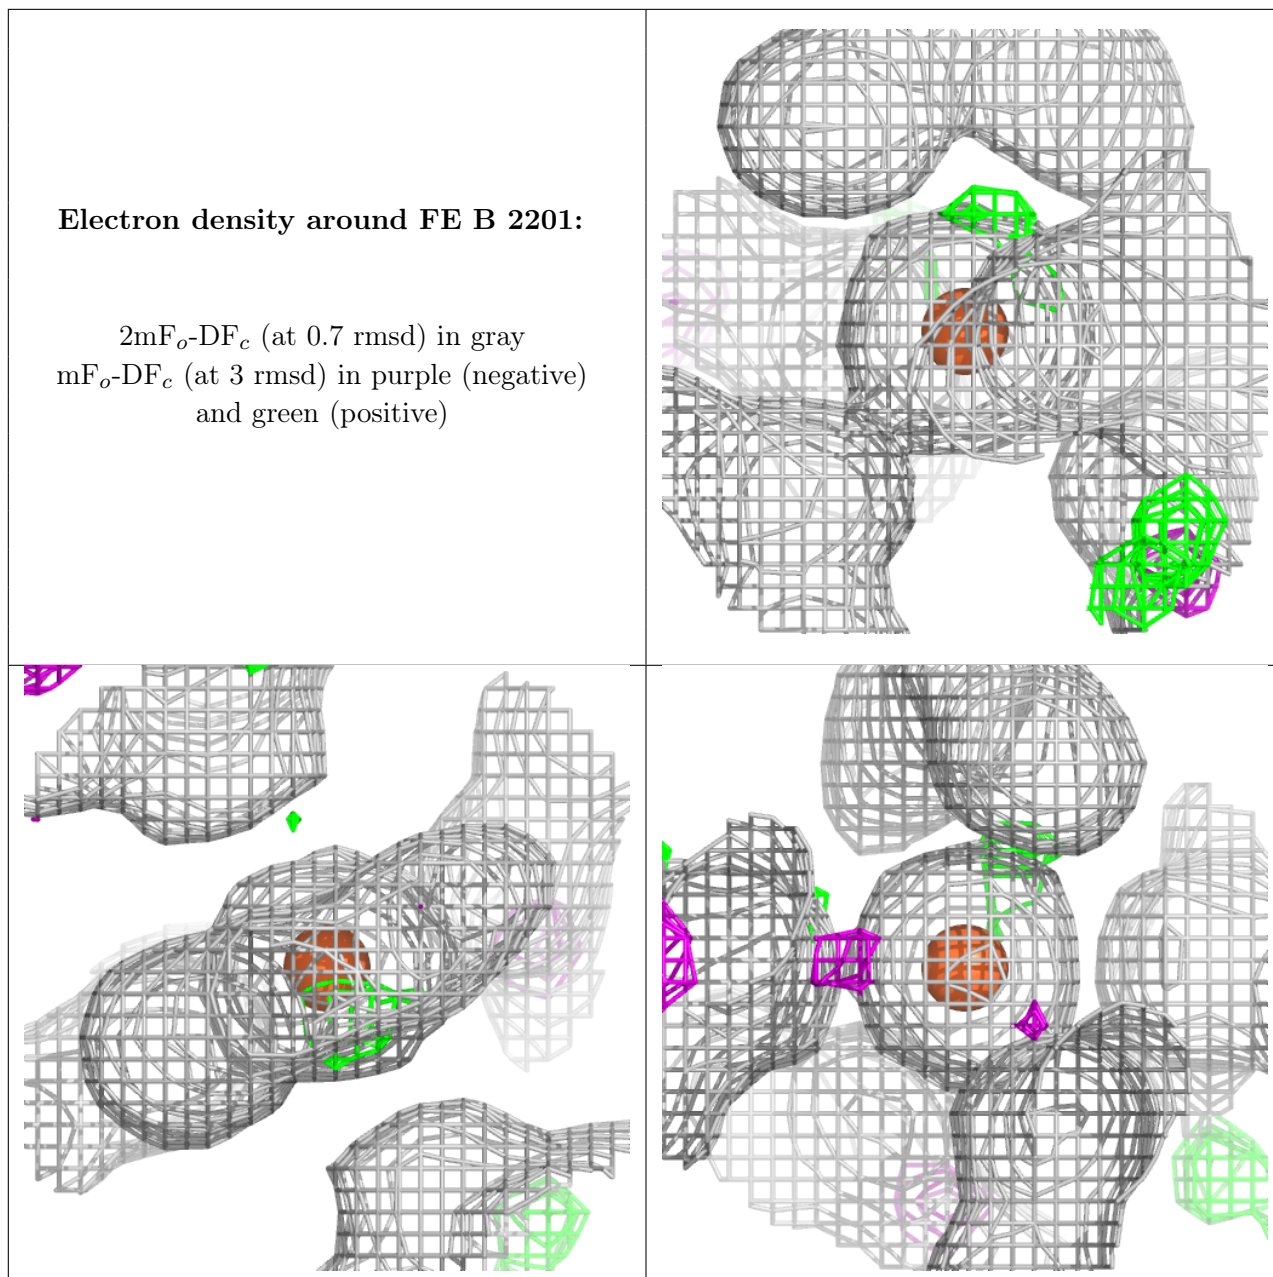 Electron density around FE B 2201:
2mFo-DFc (at 0.7 rmsd) in gray
mFo-DFc (at 3 rmsd) in purple (negative)
and green (positive)